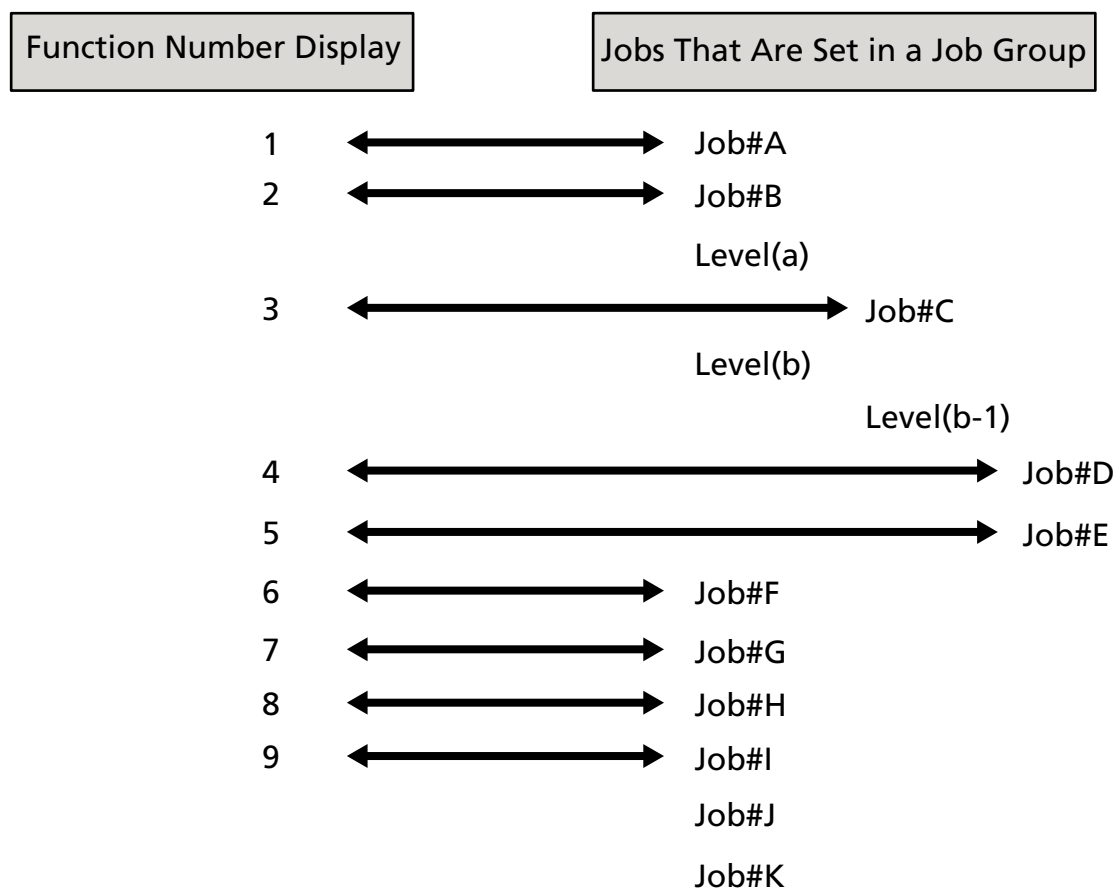 Function Number Display
Jobs That Are Set in a Job Group
1 Job#A
2 Job#B
Level(a)
3 Job#C
Level(b)
Level(b-1)
4 Job#D
5 Job#E
6 Job#F
7 Job#G
8 Job#H
9 Job#I
Job#J
Job#K